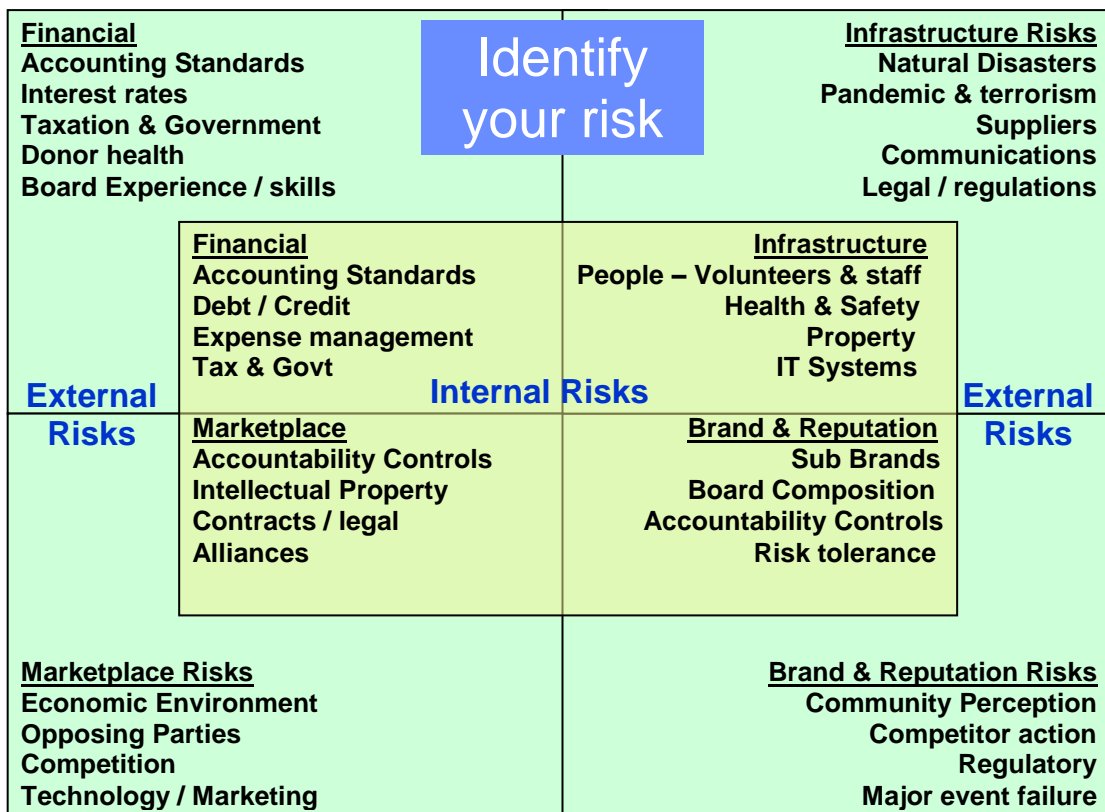 Identify
your risk
Financial
Accounting Standards
Interest rates
Taxation & Government
Donor health
Board Experience / skills
Infrastructure Risks
Natural Disasters
Pandemic & terrorism
Suppliers
Communications
Legal / regulations
Financial
Accounting Standards
Debt / Credit
Expense management
Tax & Govt
Infrastructure
People – Volunteers & staff
Health & Safety
Property
IT Systems
External
Risks
Internal Risks
External
Risks
Marketplace
Accountability Controls
Intellectual Property
Contracts / legal
Alliances
Brand & Reputation
Sub Brands
Board Composition
Accountability Controls
Risk tolerance
Marketplace Risks
Economic Environment
Opposing Parties
Competition
Technology / Marketing
Brand & Reputation Risks
Community Perception
Competitor action
Regulatory
Major event failure